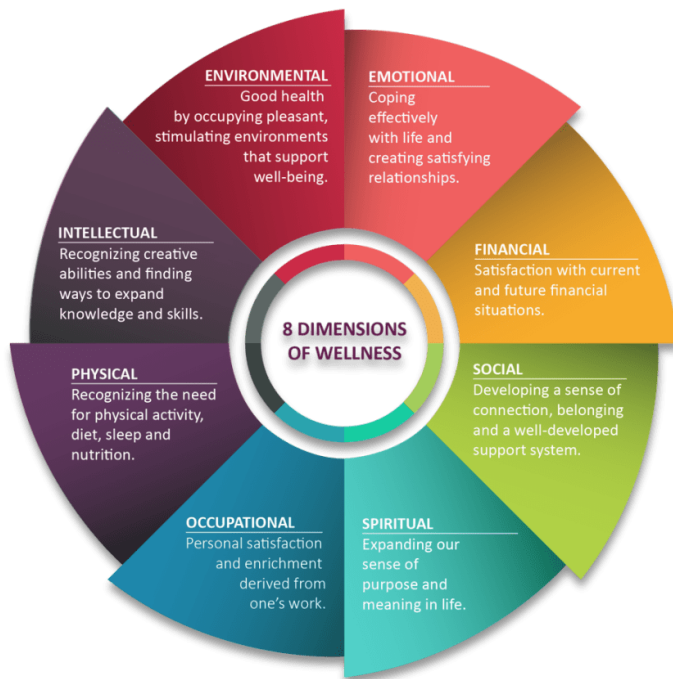 ENVIRONMENTAL
Good health
by occupying pleasant,
stimulating environments
that support
well-being.
EMOTIONAL
Coping
effectively
with life and
creating satisfying
relationships.
FINANCIAL
Satisfaction with current
and future financial
situations.
SOCIAL
Developing a sense of
connection, belonging
and a well-developed
support system.
SPIRITUAL
Expanding our
sense of
purpose and
meaning in life.
OCCUPATIONAL
Personal satisfaction
and enrichment
derived from
one's work.
PHYSICAL
Recognizing the need
for physical activity,
diet, sleep and
nutrition.
INTELLECTUAL
Recognizing creative
abilities and finding
ways to expand
knowledge and skills.
8 DIMENSIONS
OF WELLNESS